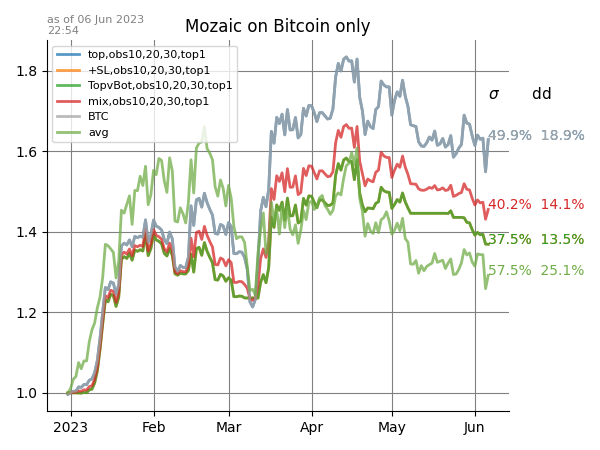 as of 06 Jun 2023
22:54
Mozaic on Bitcoin only
top,obs10,20,30,top1
+SL,obs10,20,30,top1
TopvBot,obs10,20,30,top1
mix,obs10,20,30,top1
BTC
avg
σ dd
49.9% 18.9%
40.2% 14.1%
37.5% 13.5%
57.5% 25.1%
1.8
1.6
1.4
1.2
1.0
2023 Feb Mar Apr May Jun